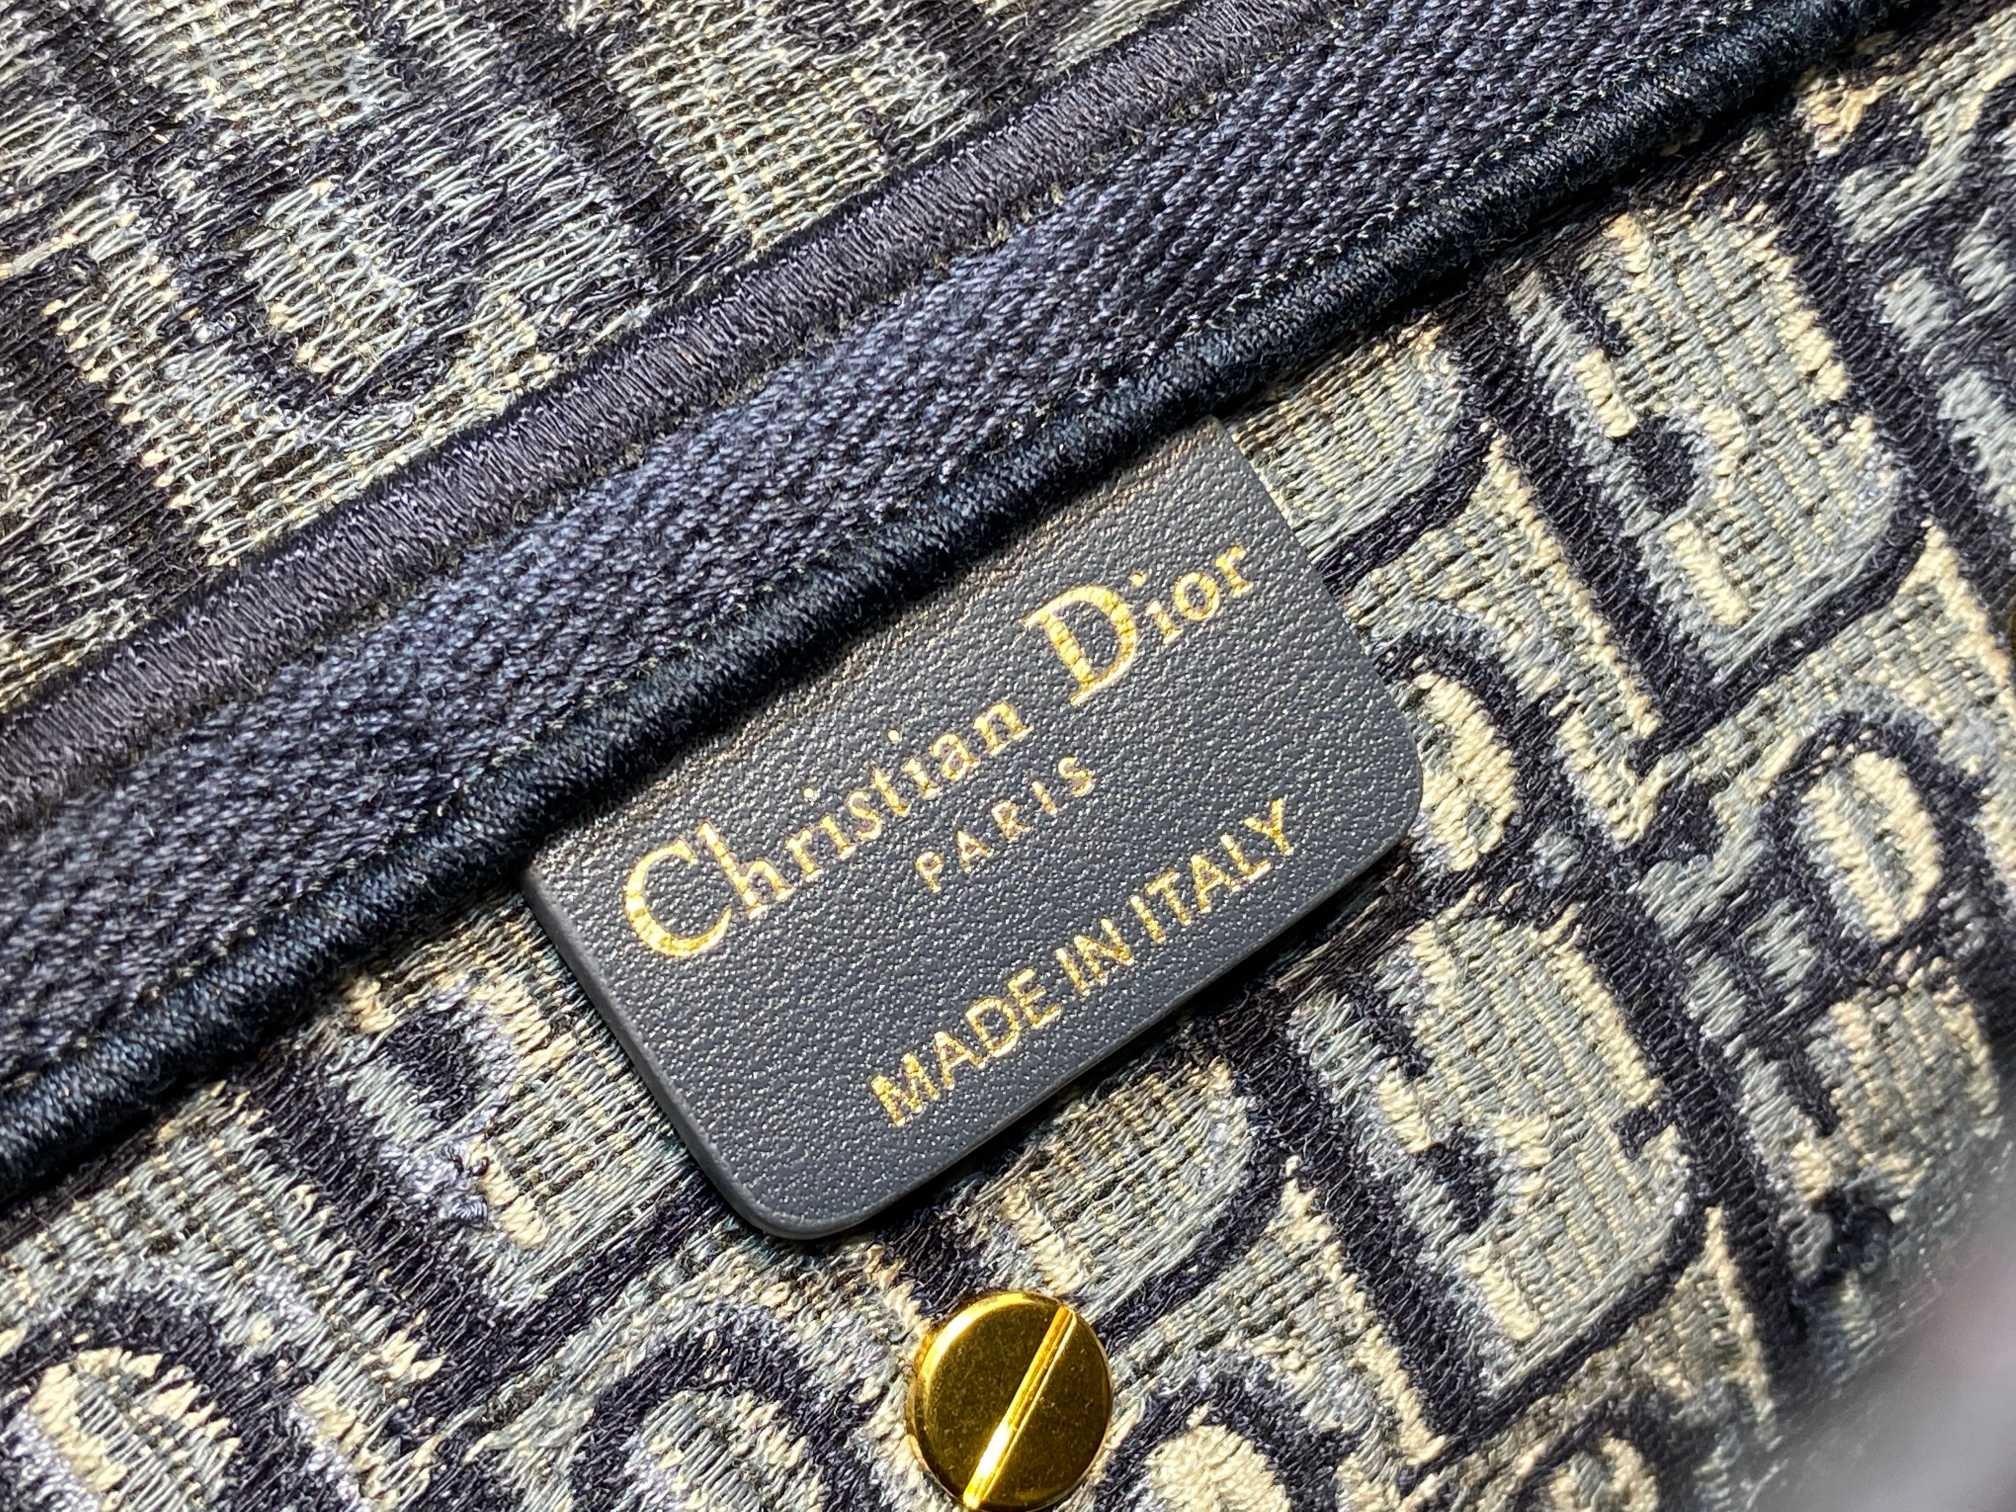 Christian Dior
PARIS
MADE IN ITALY